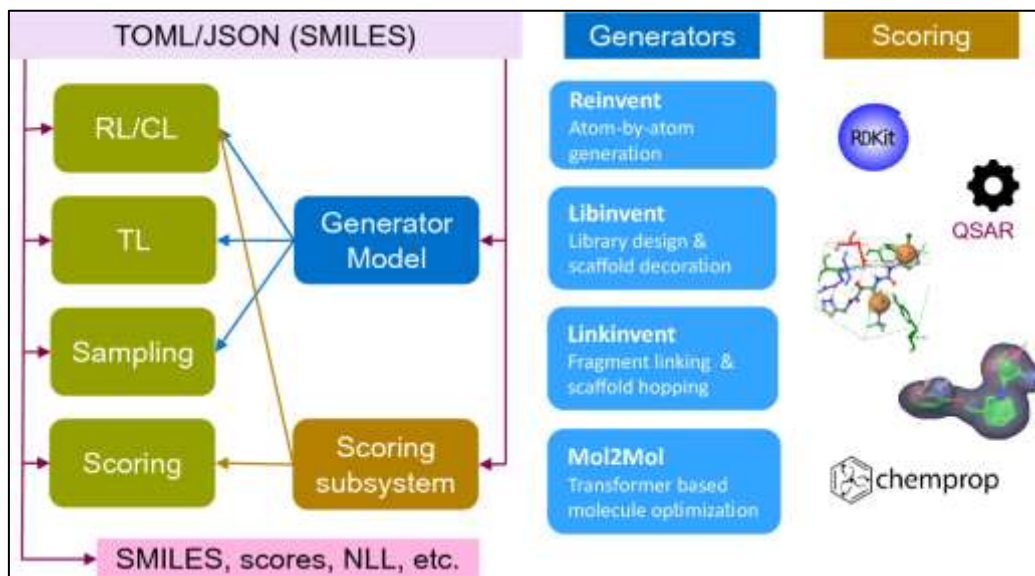 TOML/JSON (SMILES)
RL/CL
TL
Sampling
Scoring
Generator
Model
Scoring
subsystem
SMILES, scores, NLL, etc.
Generators
Reinvent
Atom-by-atom
generation
Libinvent
Library design &
scaffold decoration
Linkinvent
Fragment linking &
scaffold hopping
Mol2Mol
Transformer based
molecule optimization
Scoring
RDKit
QSAR
chemprop